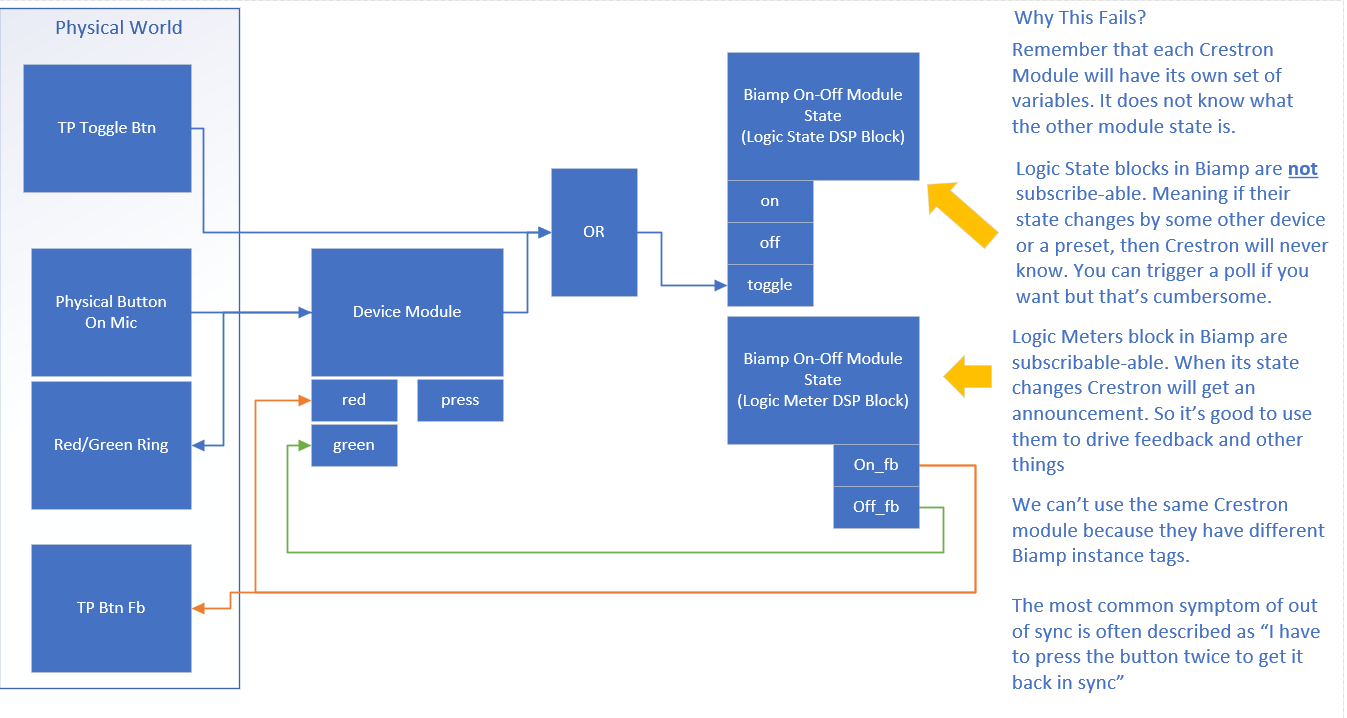 Physical World
TP Toggle Btn
Physical Button
On Mic
Red/Green Ring
TP Btn Fb
Device Module
red
press
green
OR
Biamp On-Off Module
State
(Logic State DSP Block)
on
off
toggle
Biamp On-Off Module
State
(Logic Meter DSP Block)
On_fb
Off_fb
Why This Fails?
Remember that each Crestron
Module will have its own set of
variables. It does not know what
the other module state is.
Logic State blocks in Biamp are not
subscribe-able. Meaning if their
state changes by some other device
or a preset, then Crestron will never
know. You can trigger a poll if you
want but that’s cumbersome.
Logic Meters block in Biamp are
subscribable-able. When its state
changes Crestron will get an
announcement. So it’s good to use
them to drive feedback and other
things
We can’t use the same Crestron
module because they have different
Biamp instance tags.
The most common symptom of out
of sync is often described as “I have
to press the button twice to get it
back in sync”